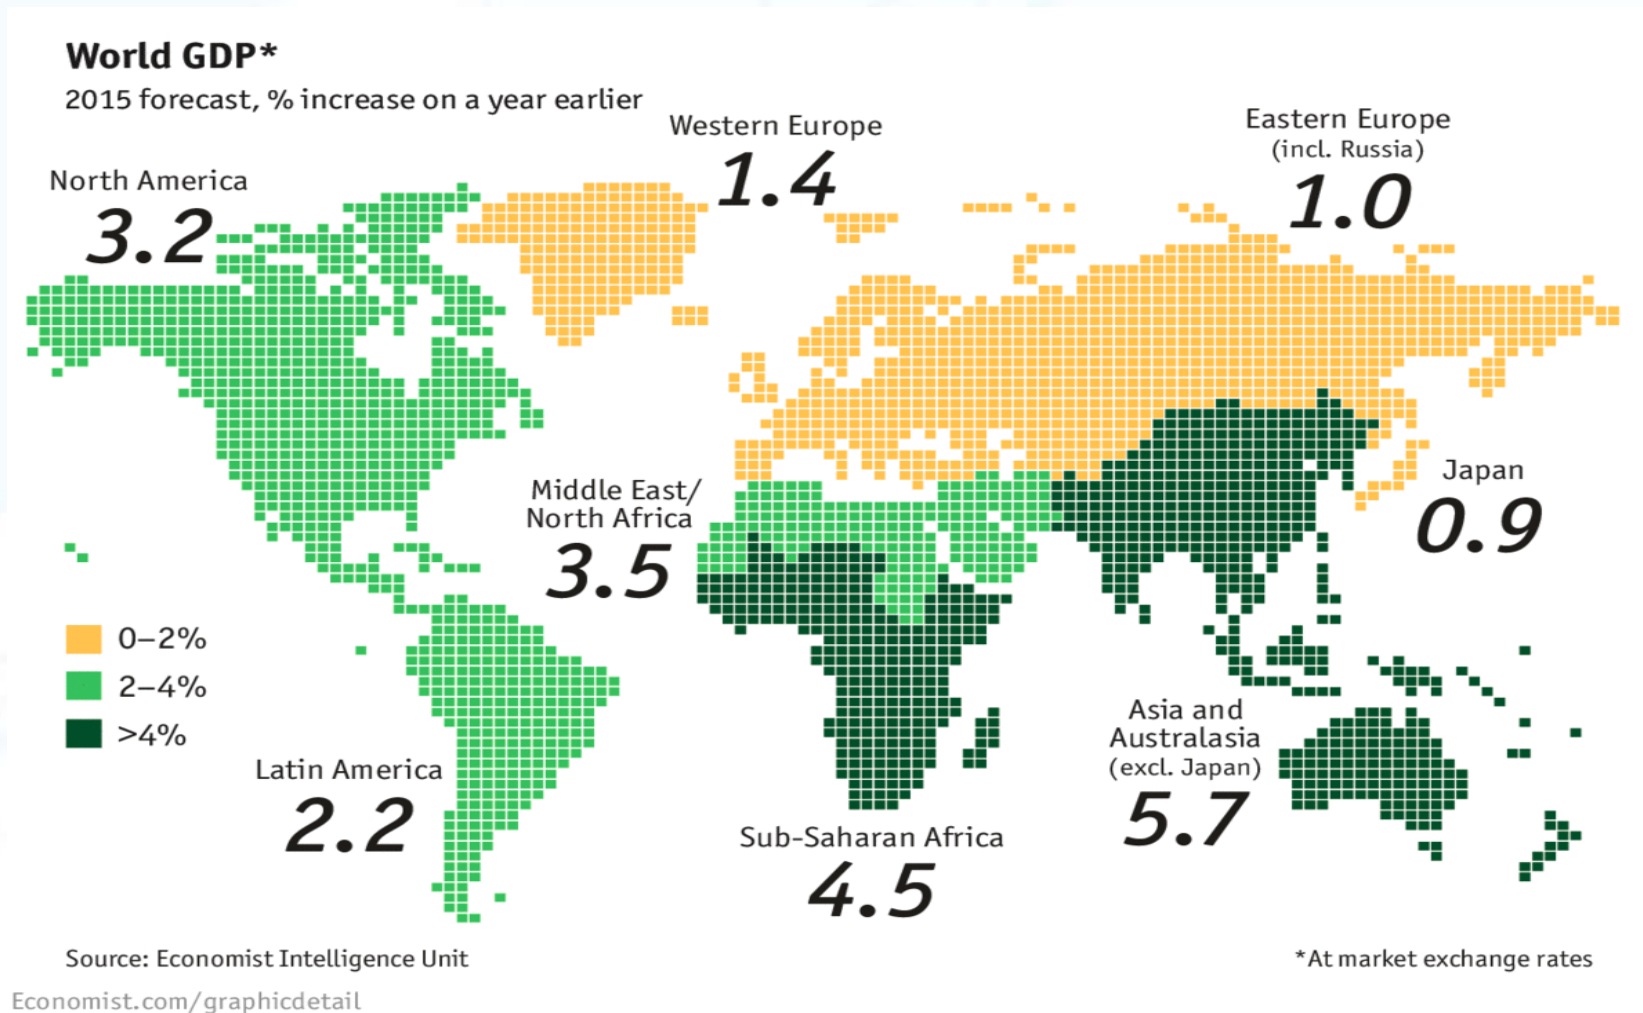 World GDP*
2015 forecast, % increase on a year earlier
Western Europe
1.4
Eastern Europe
(incl. Russia)
1.0
North America
3.2
Middle East/
North Africa
3.5
Japan
0.9
0–2%
2–4%
>4%
Latin America
2.2
Sub-Saharan Africa
4.5
Asia and
Australasia
(excl. Japan)
5.7
Source: Economist Intelligence Unit
*At market exchange rates
Economist.com/graphicdetail